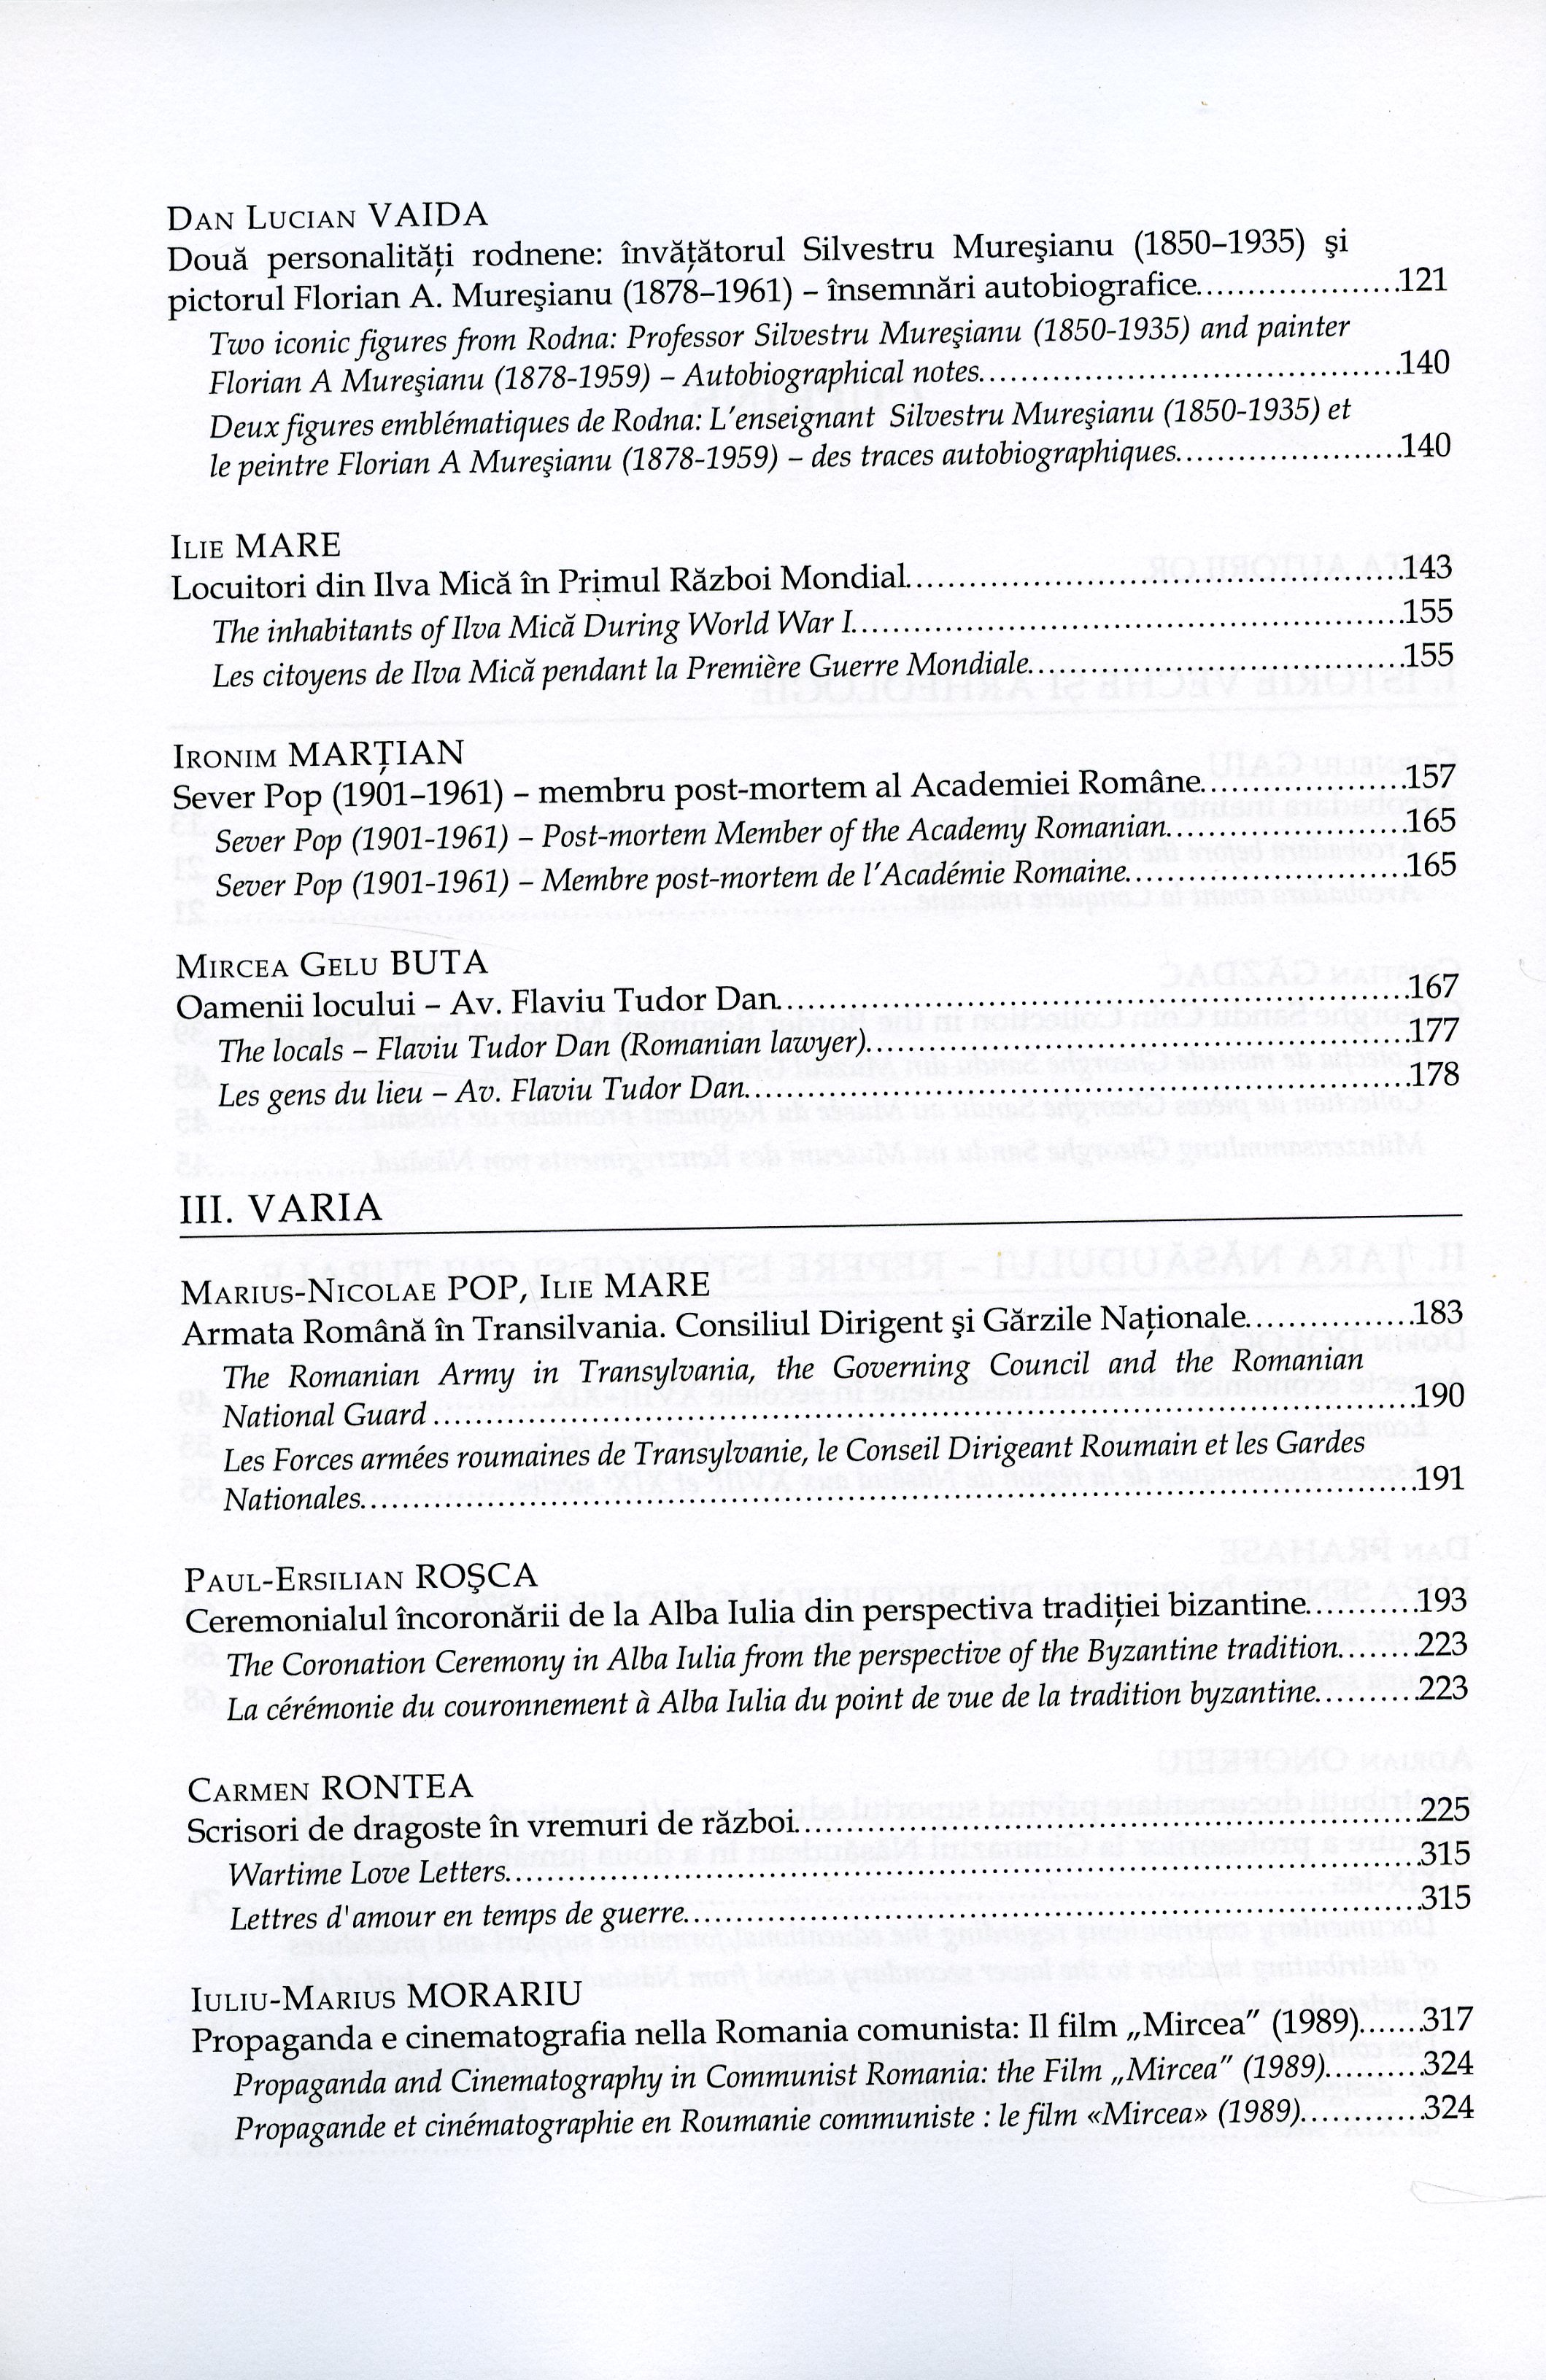 DAN LUCIAN VAIDA
Două personalități rodnene: învățătorul Silvestru Mureşianu (1850–1935) şi
pictorul Florian A. Mureşianu (1878–1961) – însemnări autobiografice....................121
Two iconic figures from Rodna: Professor Silvestru Mureşianu (1850-1935) and painter
Florian A Mureşianu (1878-1959) – Autobiographical notes..........................................140
Deux figures emblématiques de Rodna: L'enseignant Silvestru Mureşianu (1850-1935) et
le peintre Florian A Mureşianu (1878-1959) – des traces autobiographiques......................140
ILIE MARE
Locuitori din Ilva Mică în Primul Război Mondial..................................................143
The inhabitants of Ilva Mică During World War I.......................................................155
Les citoyens de Ilva Mică pendant la Première Guerre Mondiale.....................................155
IRONIM MARȚIAN
Sever Pop (1901–1961) – membru post-mortem al Academiei Române....................157
Sever Pop (1901-1961) – Post-mortem Member of the Academy Romanian.......................165
Sever Pop (1901-1961) – Membre post-mortem de l'Académie Romaine...........................165
MIRCEA GELU BUTA
Oamenii locului – Av. Flaviu Tudor Dan...............................................................167
The locals – Flaviu Tudor Dan (Romanian lawyer)......................................................177
Les gens du lieu – Av. Flaviu Tudor Dan..................................................................178
III. VARIA
MARIUS-NICOLAE POP, ILIE MARE
Armata Română în Transilvania. Consiliul Dirigent şi Gărzile Naționale................183
The Romanian Army in Transylvania, the Governing Council and the Romanian
National Guard ..................................................................................................190
Les Forces armées roumaines de Transylvanie, le Conseil Dirigeant Roumain et les Gardes
Nationales.........................................................................................................191
PAUL-ERSILIAN ROŞCA
Ceremonialul încoronării de la Alba Iulia din perspectiva tradiției bizantine...........193
The Coronation Ceremony in Alba Iulia from the perspective of the Byzantine tradition........223
La cérémonie du couronnement à Alba Iulia du point de vue de la tradition byzantine..........223
CARMEN RONTEA
Scrisori de dragoste în vremuri de război..............................................................225
Wartime Love Letters...........................................................................................315
Lettres d'amour en temps de guerre.........................................................................315
IULIU-MARIUS MORARIU
Propaganda e cinematografia nella Romania comunista: Il film „Mircea” (1989).......317
Propaganda and Cinematography in Communist Romania: the Film „Mircea” (1989)..........324
Propagande et cinématographie en Roumanie communiste : le film «Mircea» (1989)............324